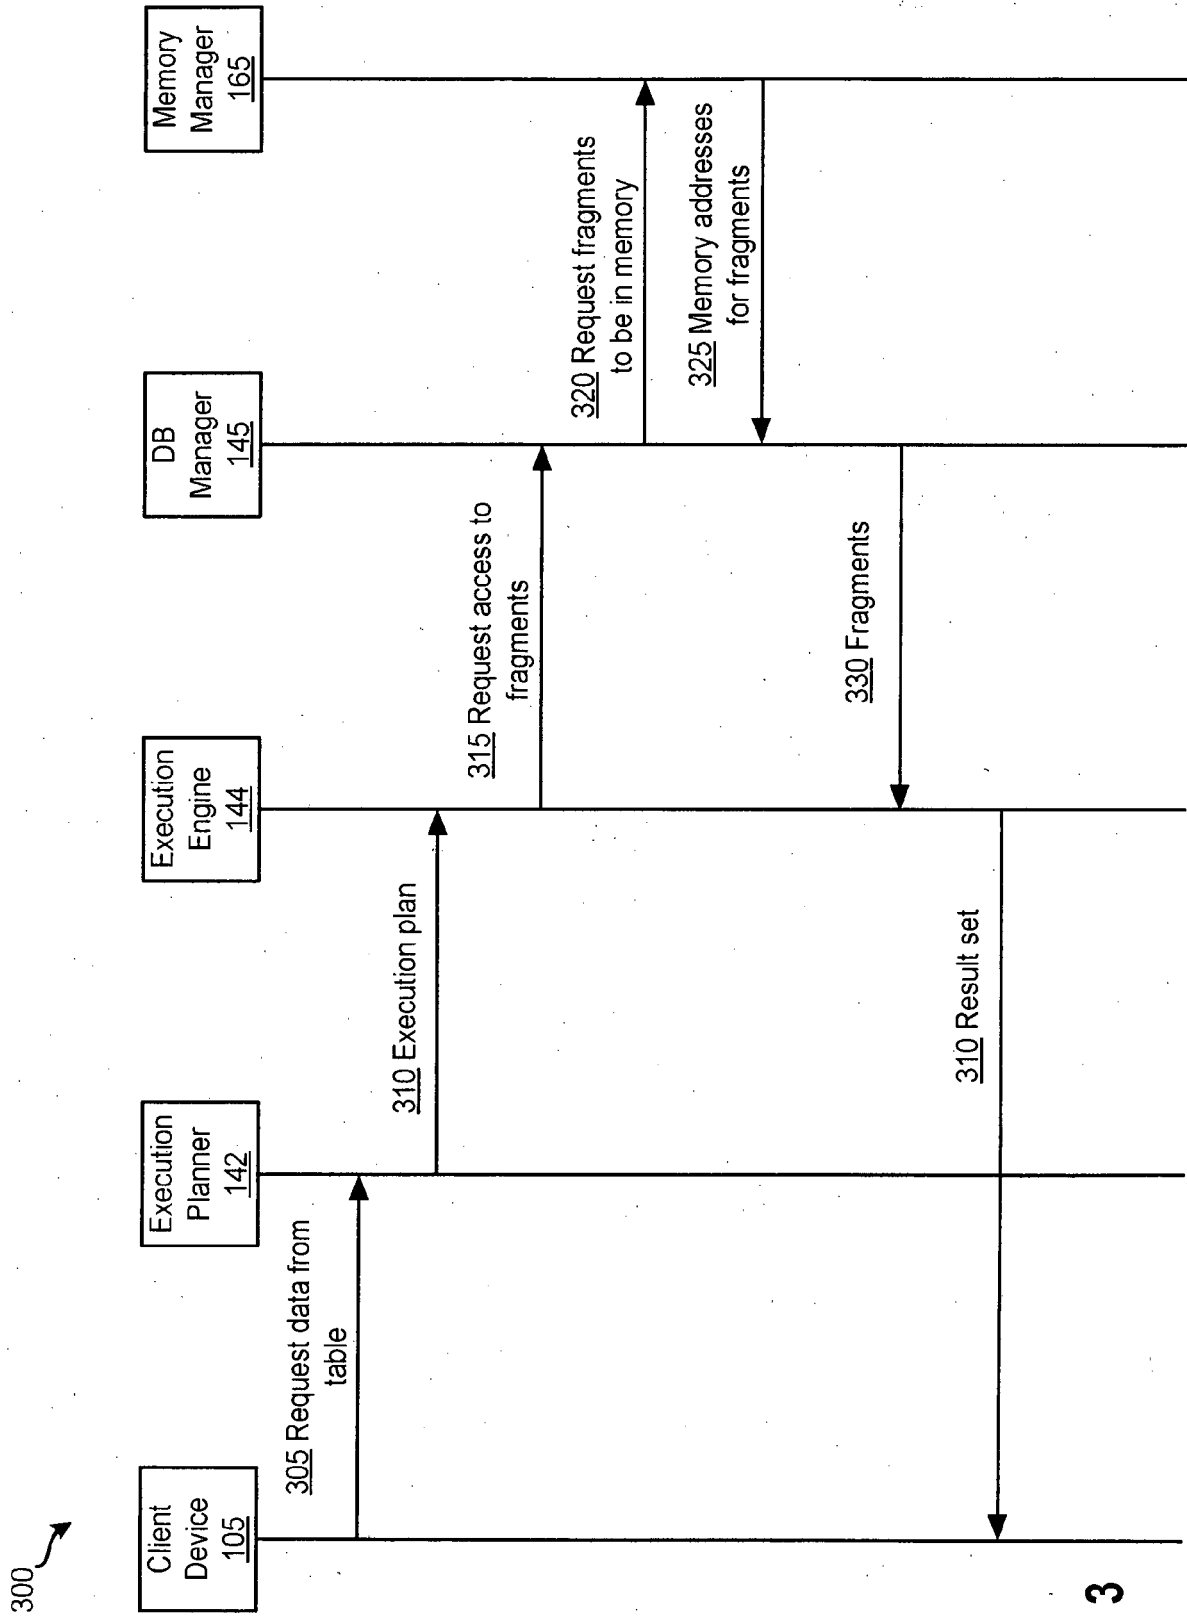 300
Client
Device
105
Execution
Planner
142
Execution
Engine
144
DB
Manager
145
Memory
Manager
165
305 Request data from
table
310 Execution plan
315 Request access to
fragments
320 Request fragments
to be in memory
325 Memory addresses
for fragments
330 Fragments
310 Result set
3